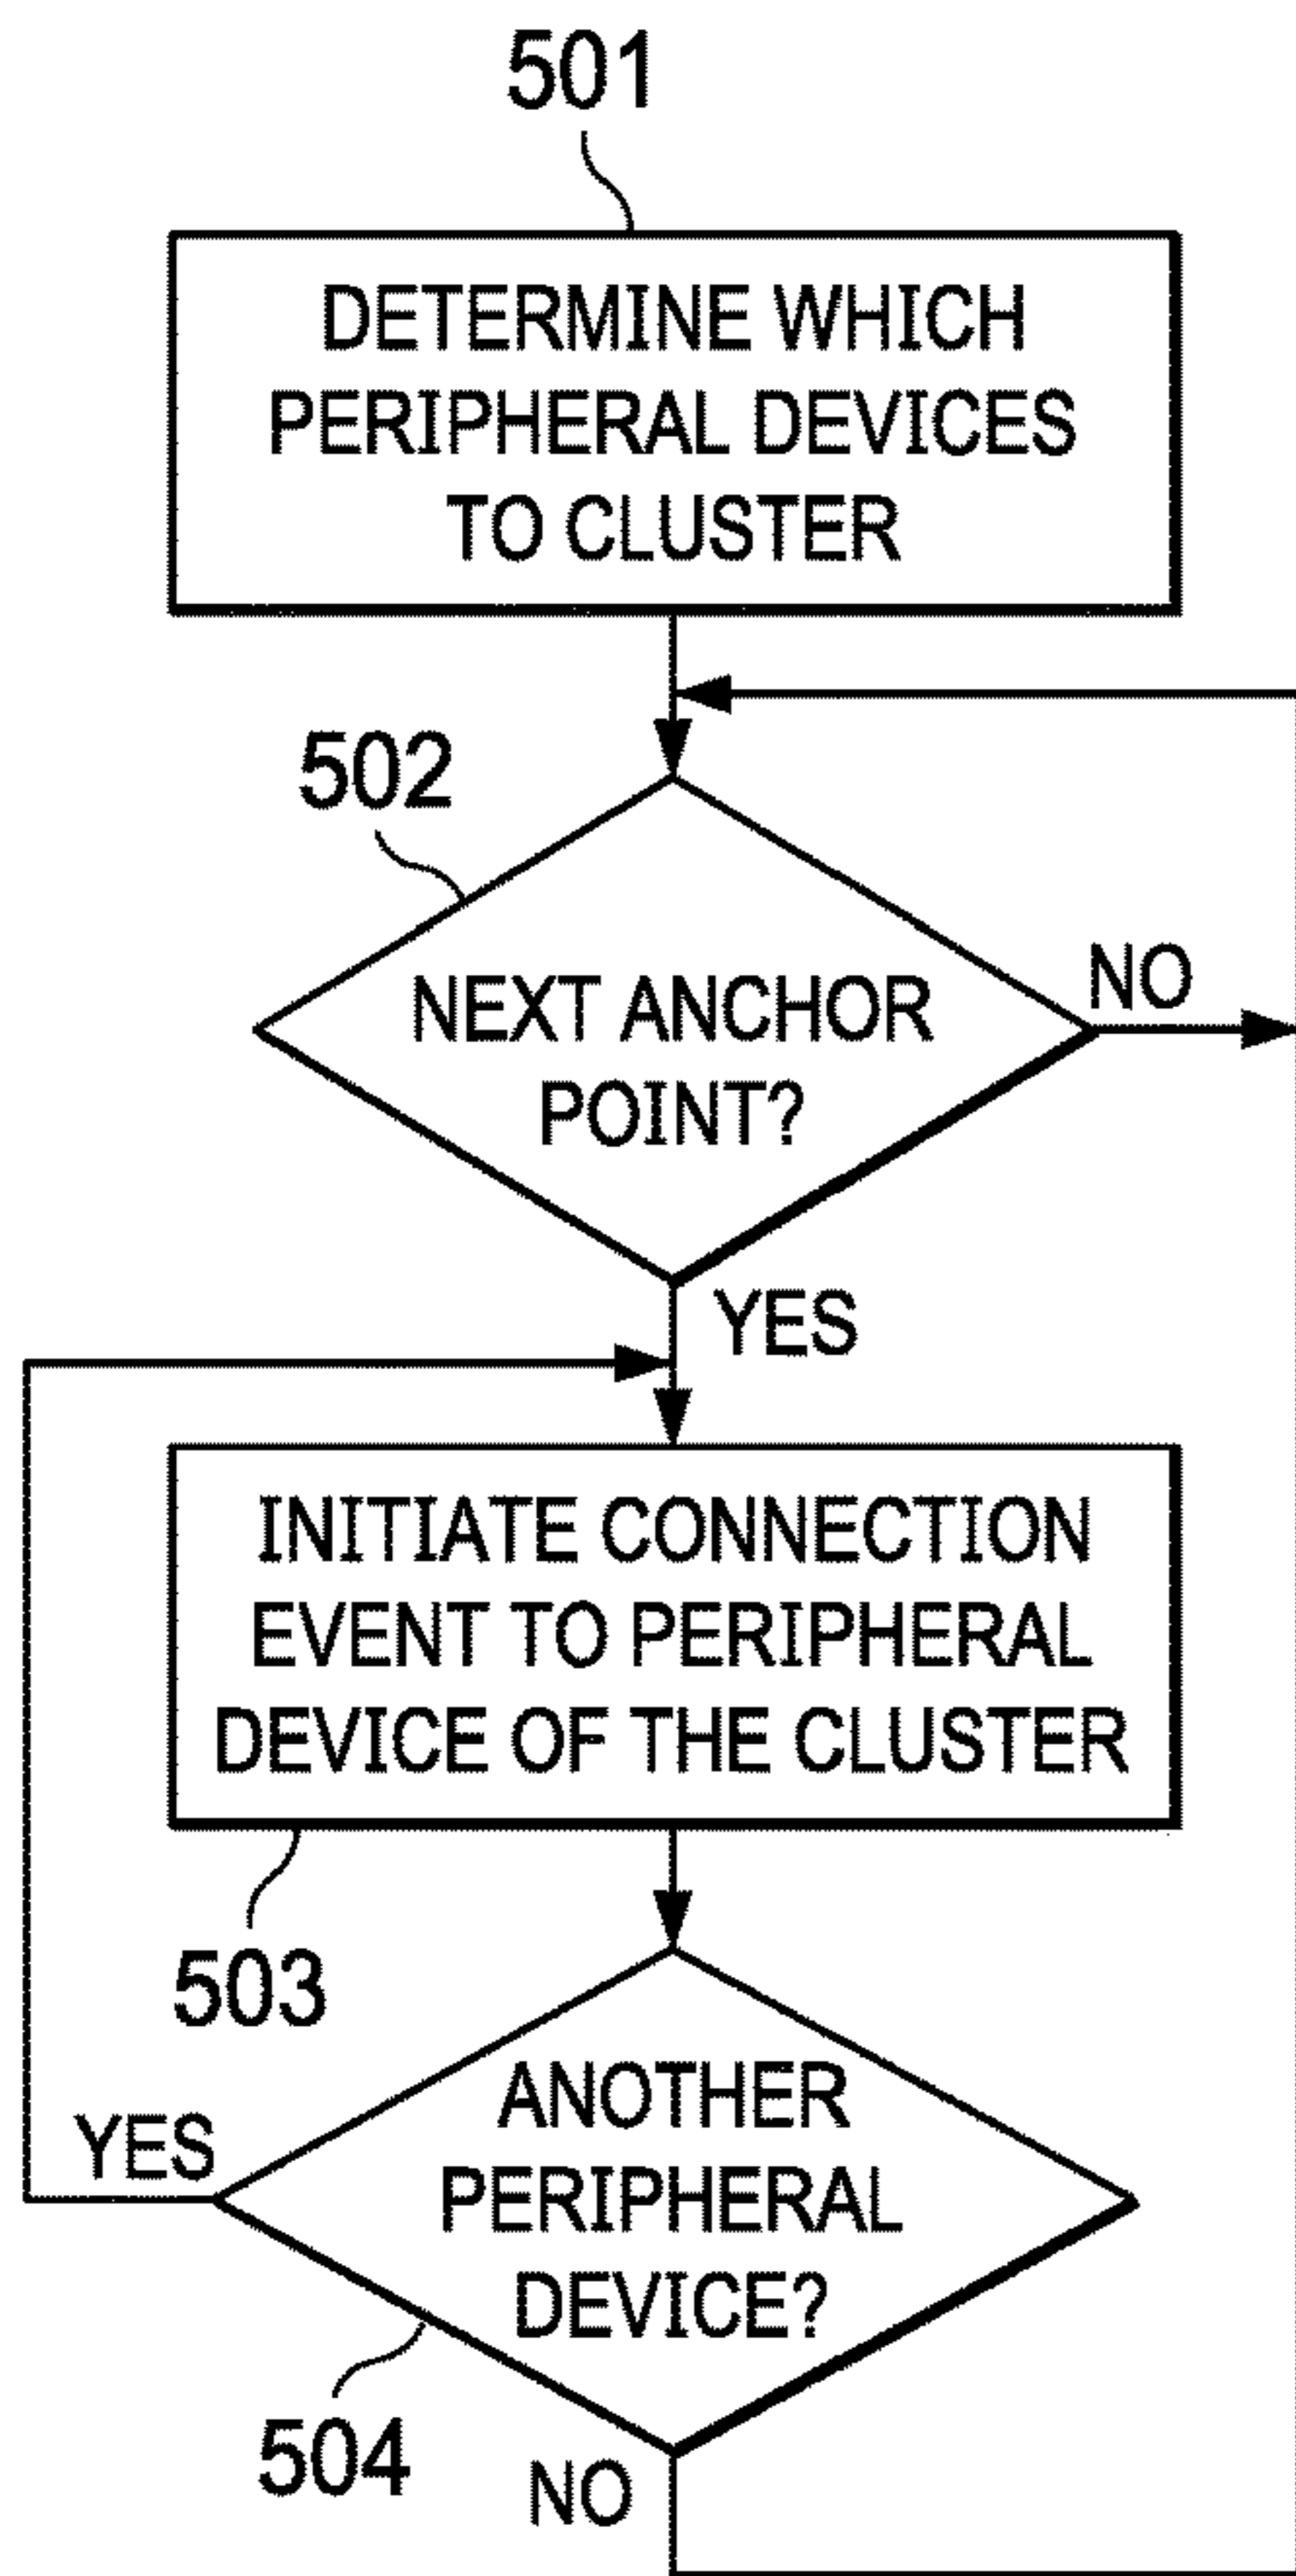 501
DETERMINE WHICH
PERIPHERAL DEVICES
TO CLUSTER
502
NEXT ANCHOR
POINT?
NO
YES
INITIATE CONNECTION
EVENT TO PERIPHERAL
DEVICE OF THE CLUSTER
503
ANOTHER
PERIPHERAL
DEVICE?
YES
504
NO